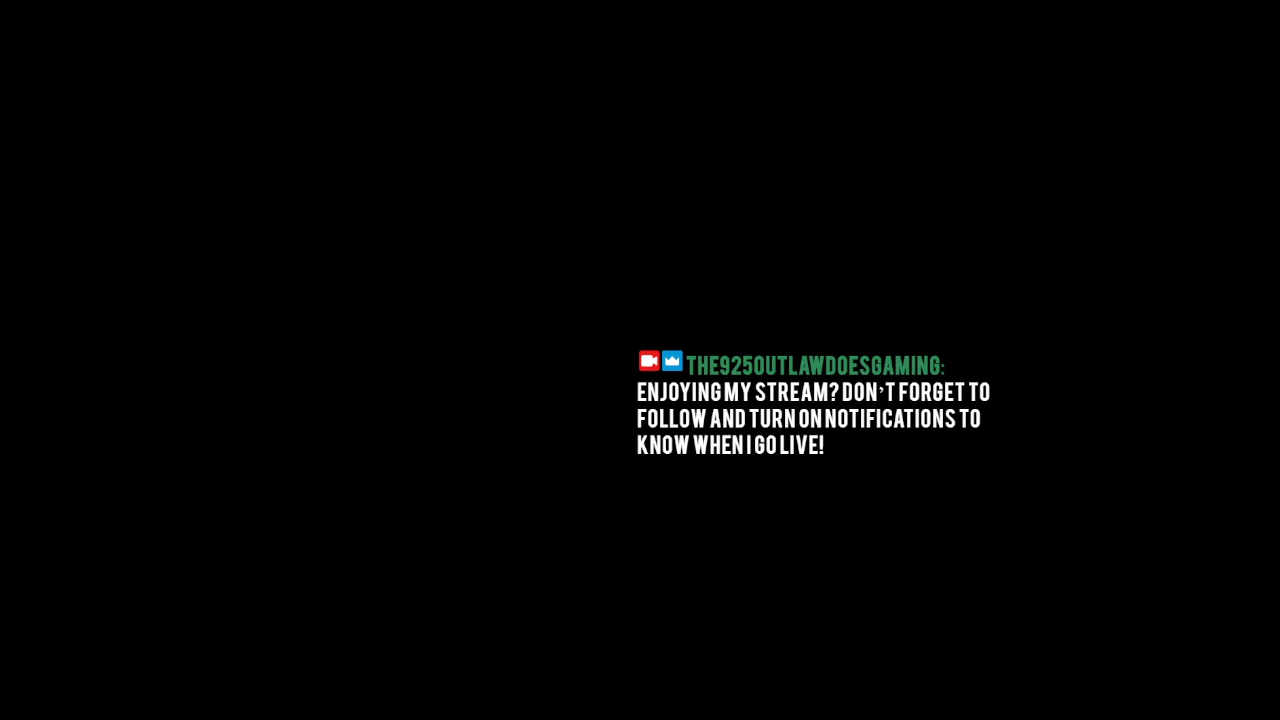 THE925OUTLAWDOESGAMING:
ENJOYING MY STREAM? DON'T FORGET TO
FOLLOW AND TURN ON NOTIFICATIONS TO
KNOW WHEN I GO LIVE!